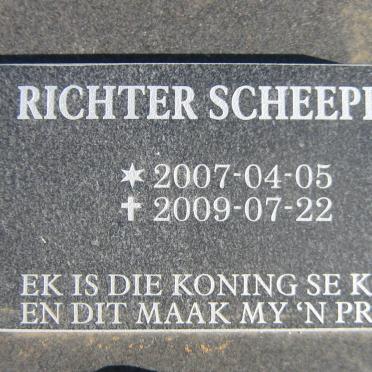 RICHTER SCHEEP
★ 2007-04-05
✝ 2009-07-22
EK IS DIE KONING SE K
EN DIT MAAK MY 'N PR